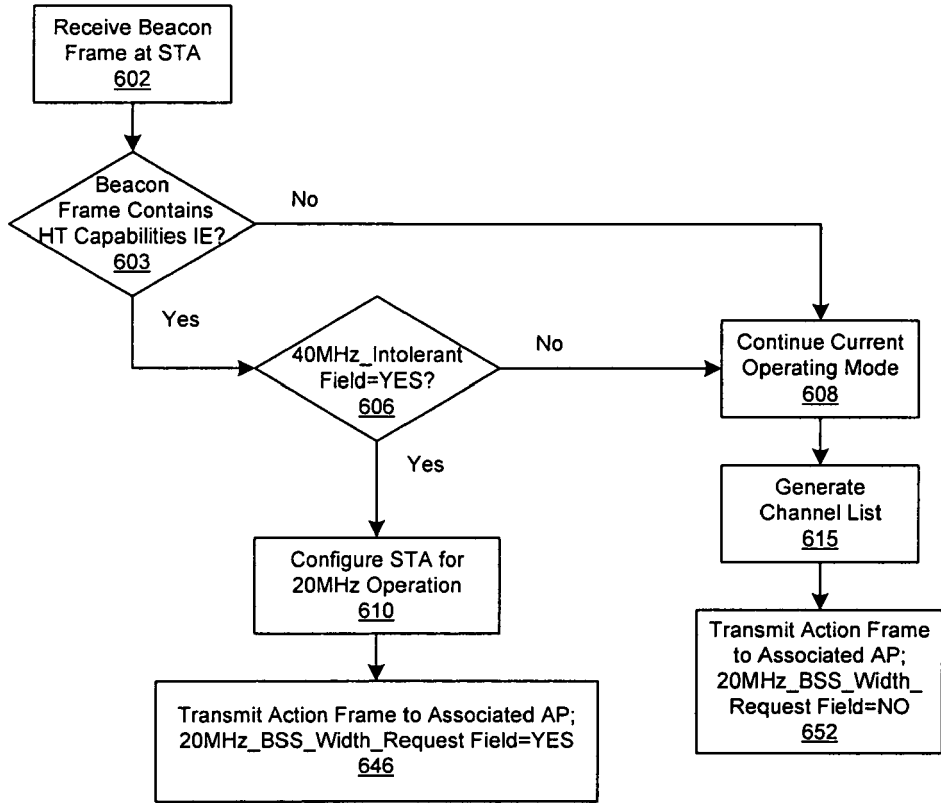 Receive Beacon
Frame at STA
602
Beacon
Frame Contains
HT Capabilities IE?
603
No
Yes
40MHz_Intolerant
Field=YES?
606
No
Yes
Continue Current
Operating Mode
608
Generate
Channel List
615
Configure STA for
20MHz Operation
610
Transmit Action Frame
to Associated AP;
20MHz_BSS_Width_
Request Field=NO
652
Transmit Action Frame to Associated AP;
20MHz_BSS_Width_Request Field=YES
646